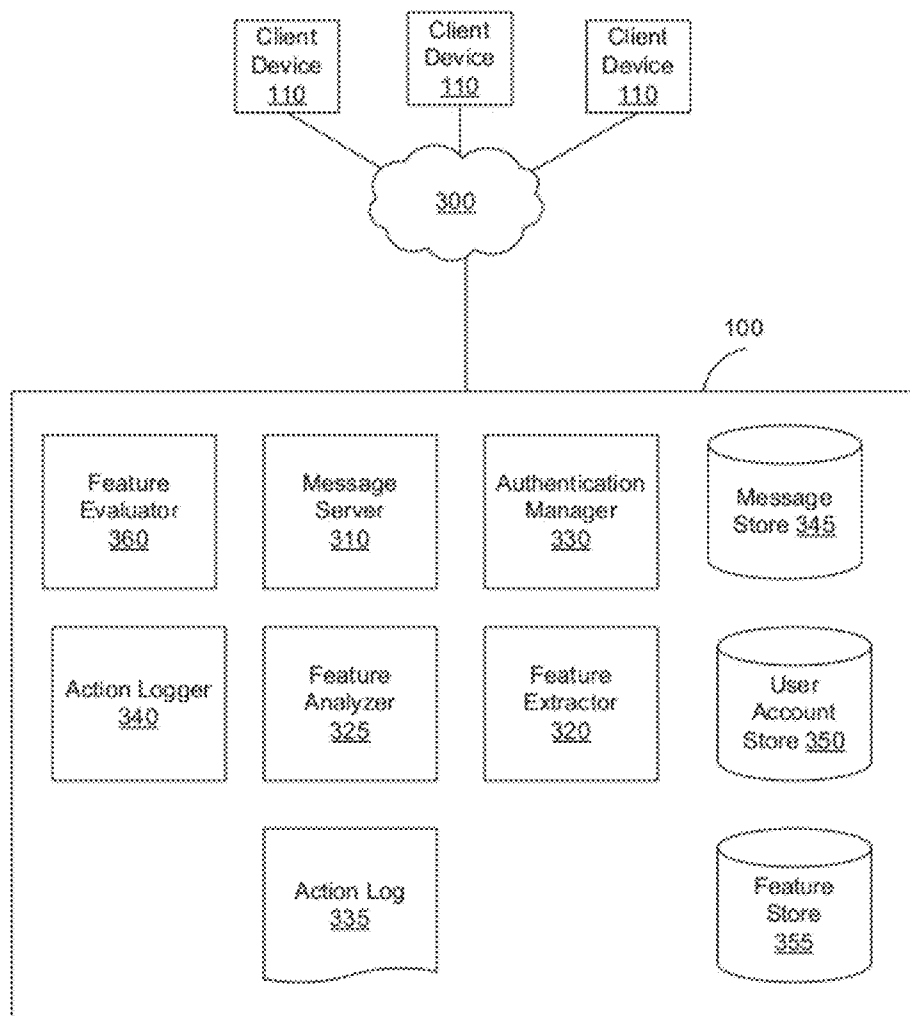 Client
Device
110
Client
Device
110
Client
Device
110
300
100
Feature
Evaluator
360
Message
Server
310
Authentication
Manager
330
Message
Store 345
Action Logger
340
Feature
Analyzer
325
Feature
Extractor
320
User
Account
Store 350
Action Log
335
Feature
Store
355